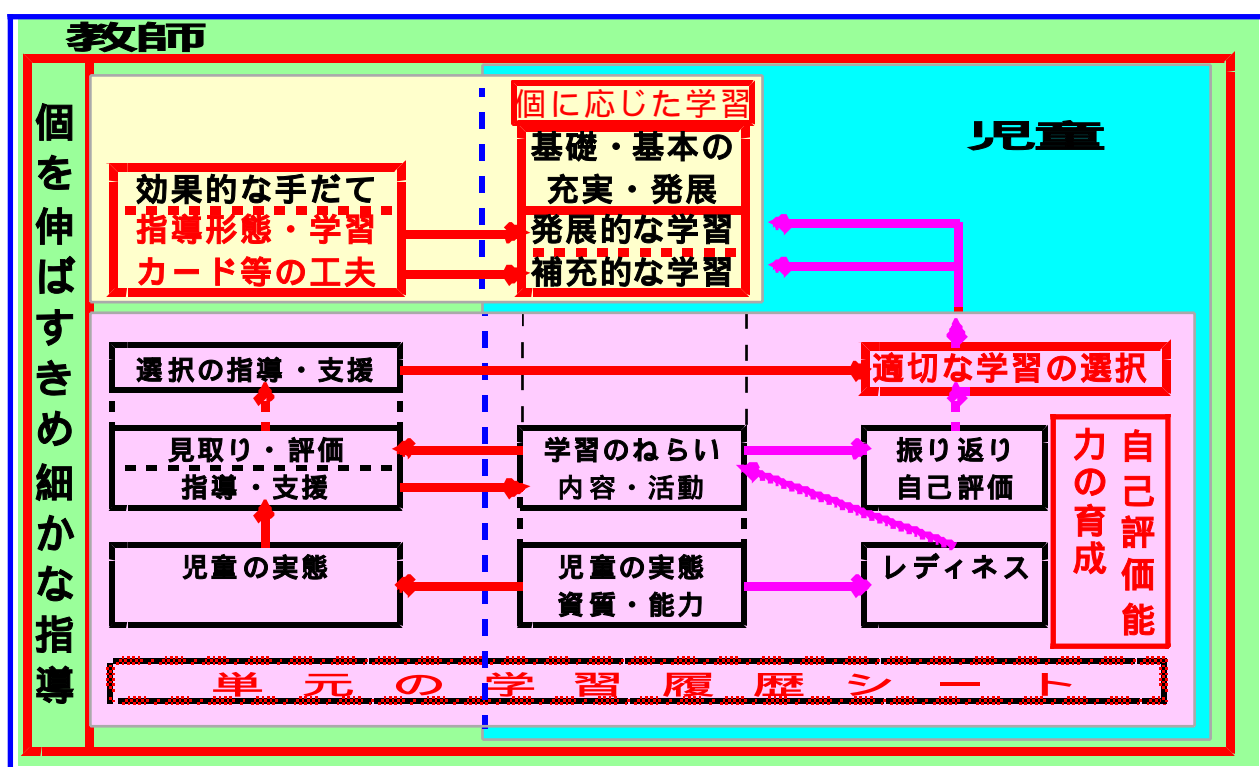 教師
児童
個を伸ばすきめ細かな指導
個に応じた学習
基礎・基本の
充実・発展
効果的な手だて
指導形態・学習
カード等の工夫
発展的な学習
補充的な学習
選択の指導・支援
適切な学習の選択
見取り・評価
指導・支援
学習のねらい
内容・活動
振り返り
自己評価
自己評価能
力の育成
児童の実態
児童の実態
資質・能力
レディネス
単元の学習履歴シート